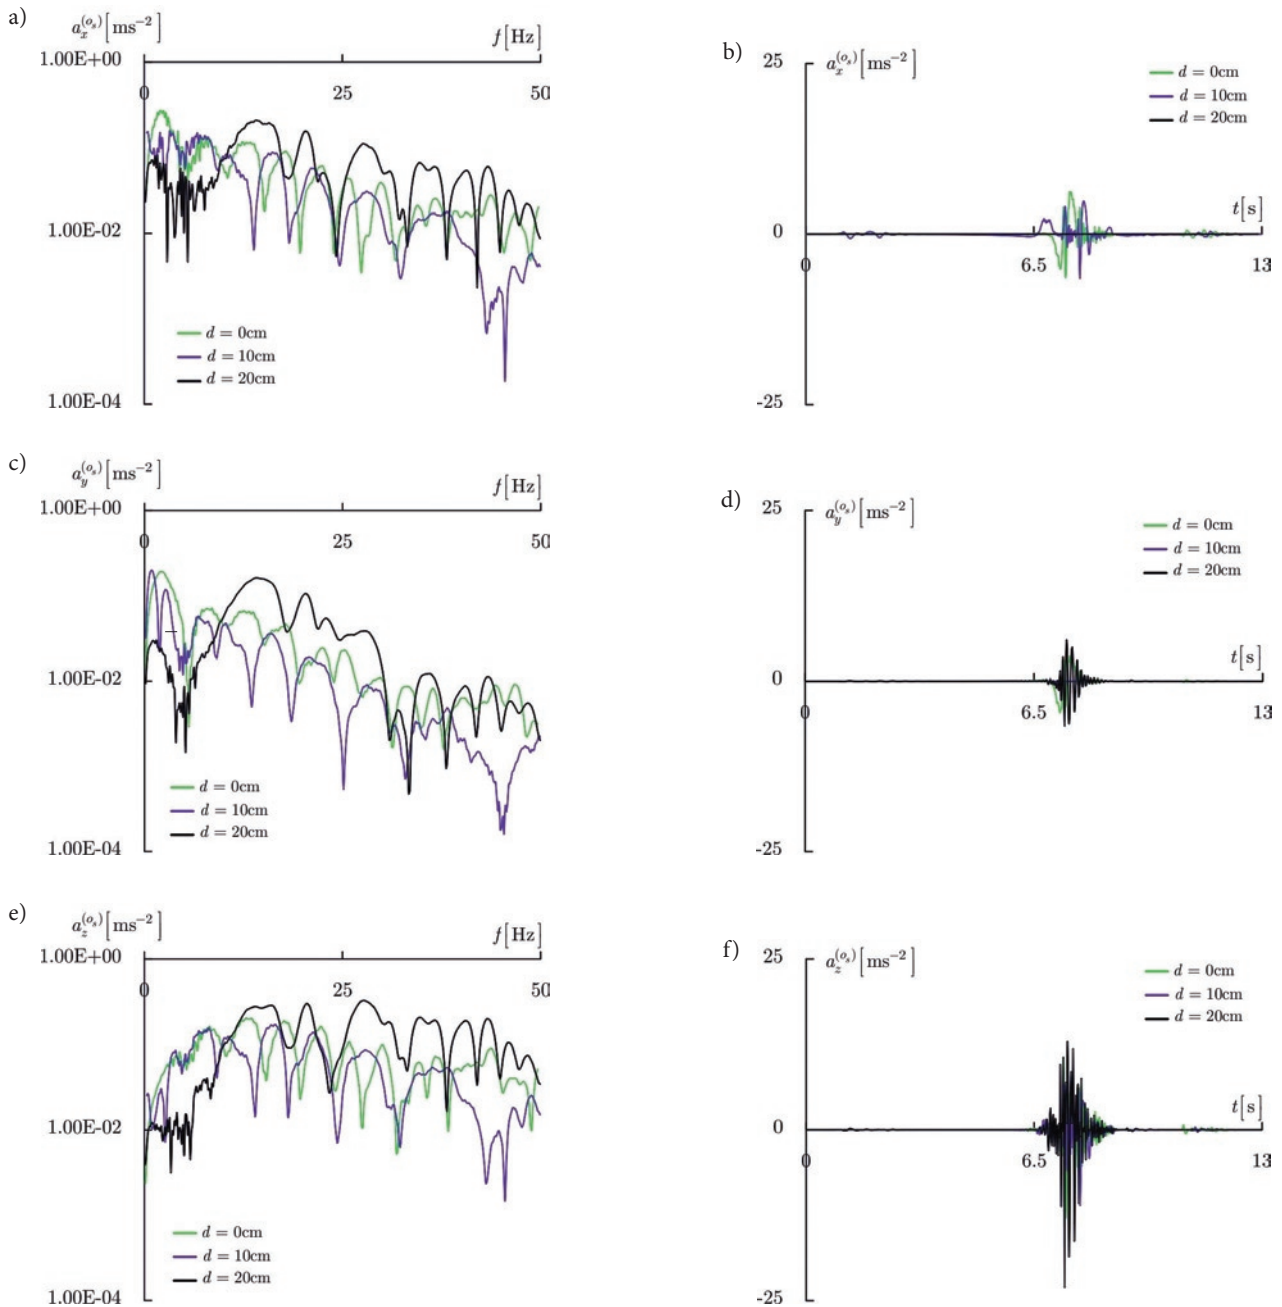 a)
a_x^(o_s) [ms⁻²]
f [Hz]
1.00E+00
0
25
50
1.00E-02
d = 0cm
d = 10cm
d = 20cm
1.00E-04
b)
a_x^(o_s) [ms⁻²]
25
d = 0cm
d = 10cm
d = 20cm
t[s]
0
0
6.5
13
-25
c)
a_y^(o_s) [ms⁻²]
f [Hz]
1.00E+00
0
25
50
1.00E-02
d = 0cm
d = 10cm
d = 20cm
1.00E-04
d)
a_y^(o_s) [ms⁻²]
25
d = 0cm
d = 10cm
d = 20cm
t[s]
0
0
6.5
13
-25
e)
a_z^(o_s) [ms⁻²]
f [Hz]
1.00E+00
0
25
50
1.00E-02
d = 0cm
d = 10cm
d = 20cm
1.00E-04
f)
a_z^(o_s) [ms⁻²]
25
d = 0cm
d = 10cm
d = 20cm
t[s]
0
0
6.5
13
-25